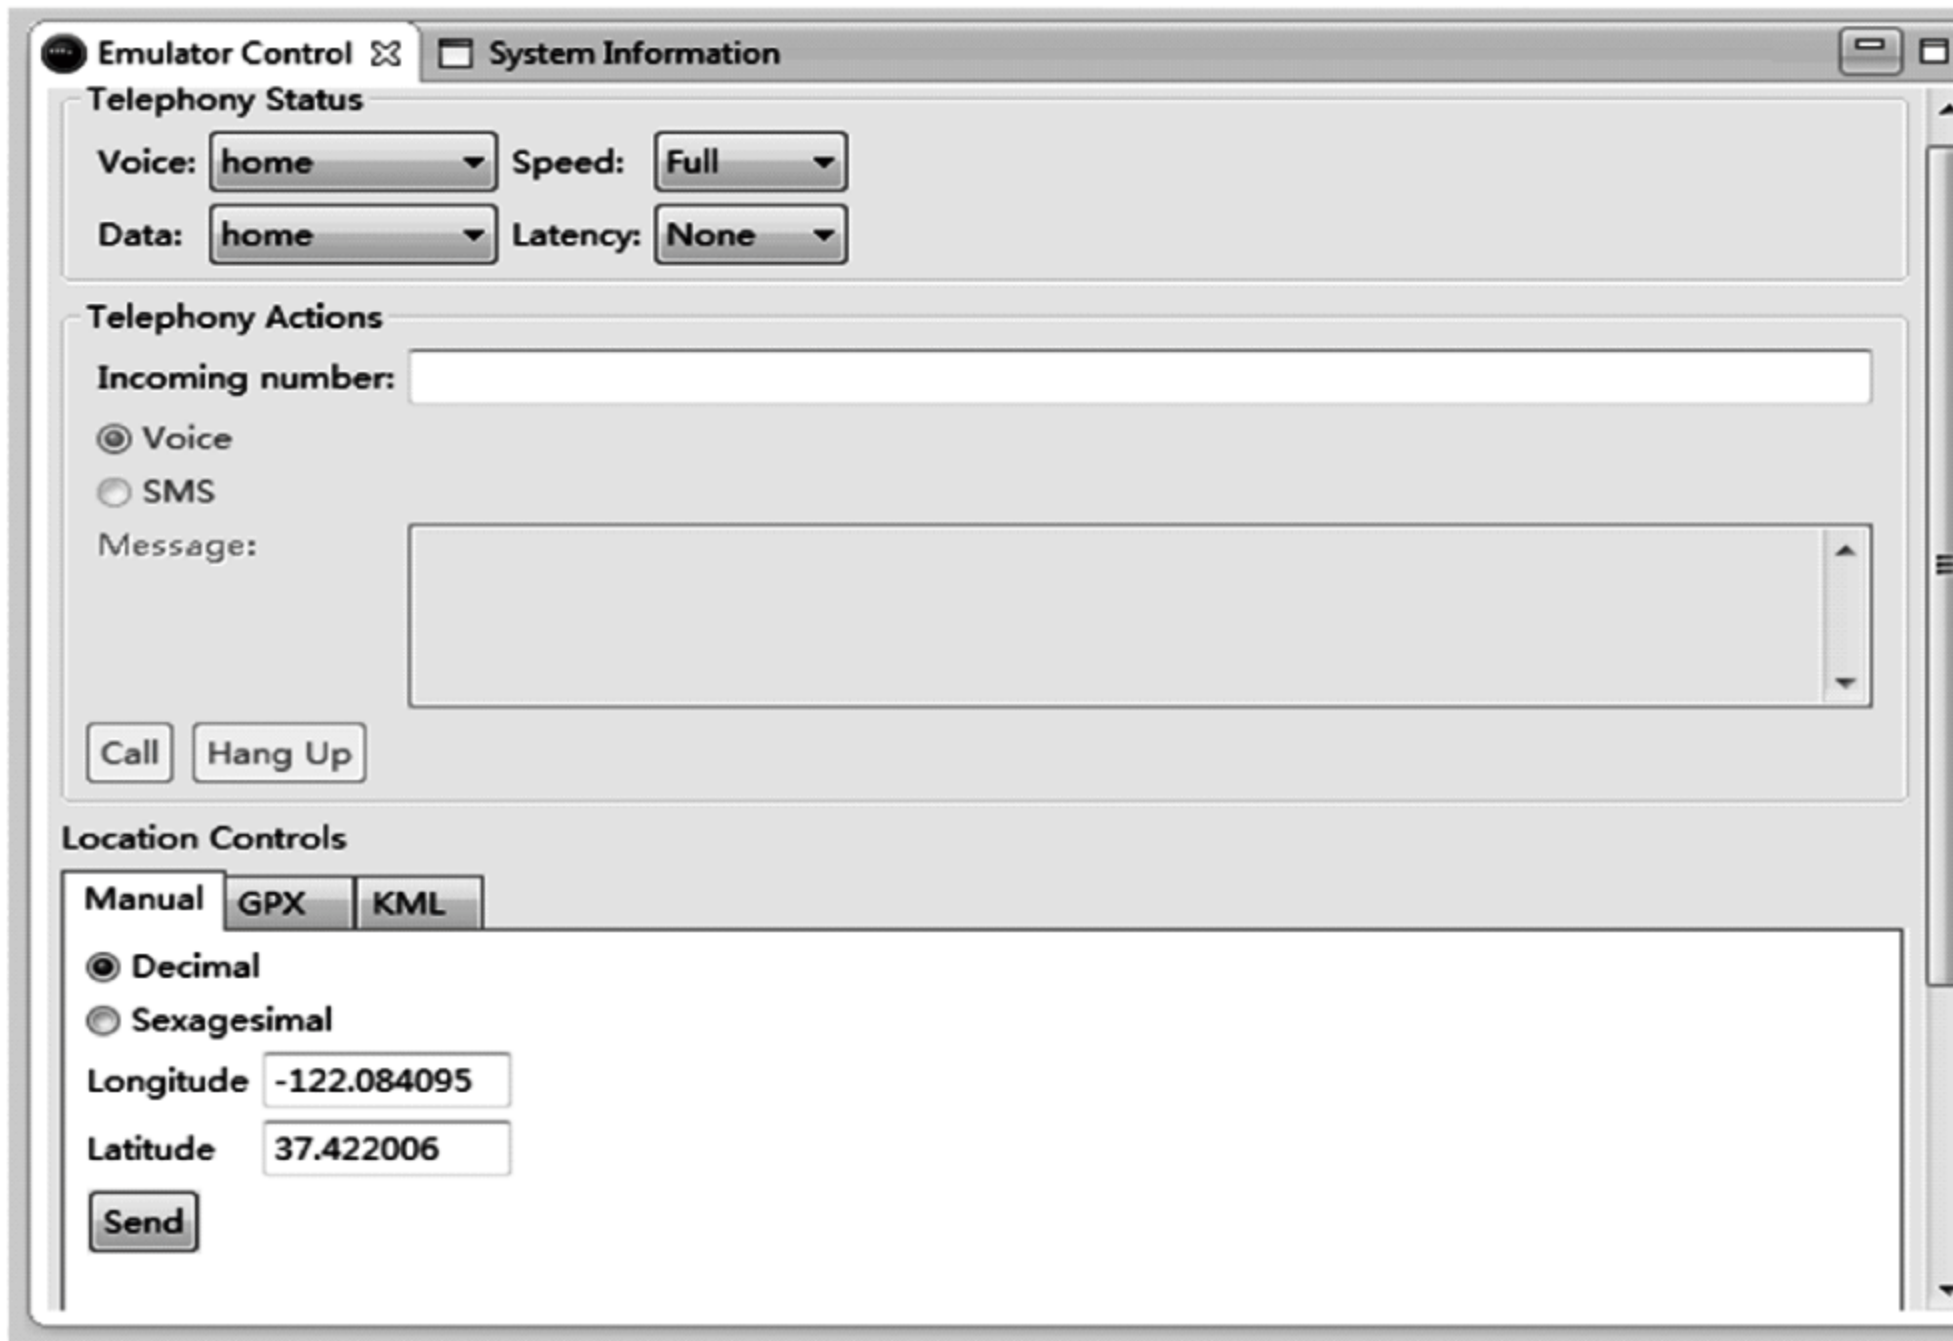 Emulator Control System Information
Telephony Status
Voice: home Speed: Full
Data: home Latency: None
Telephony Actions
Incoming number:
Voice
SMS
Message:
Call Hang Up
Location Controls
Manual GPX KML
Decimal
Sexagesimal
Longitude -122.084095
Latitude 37.422006
Send